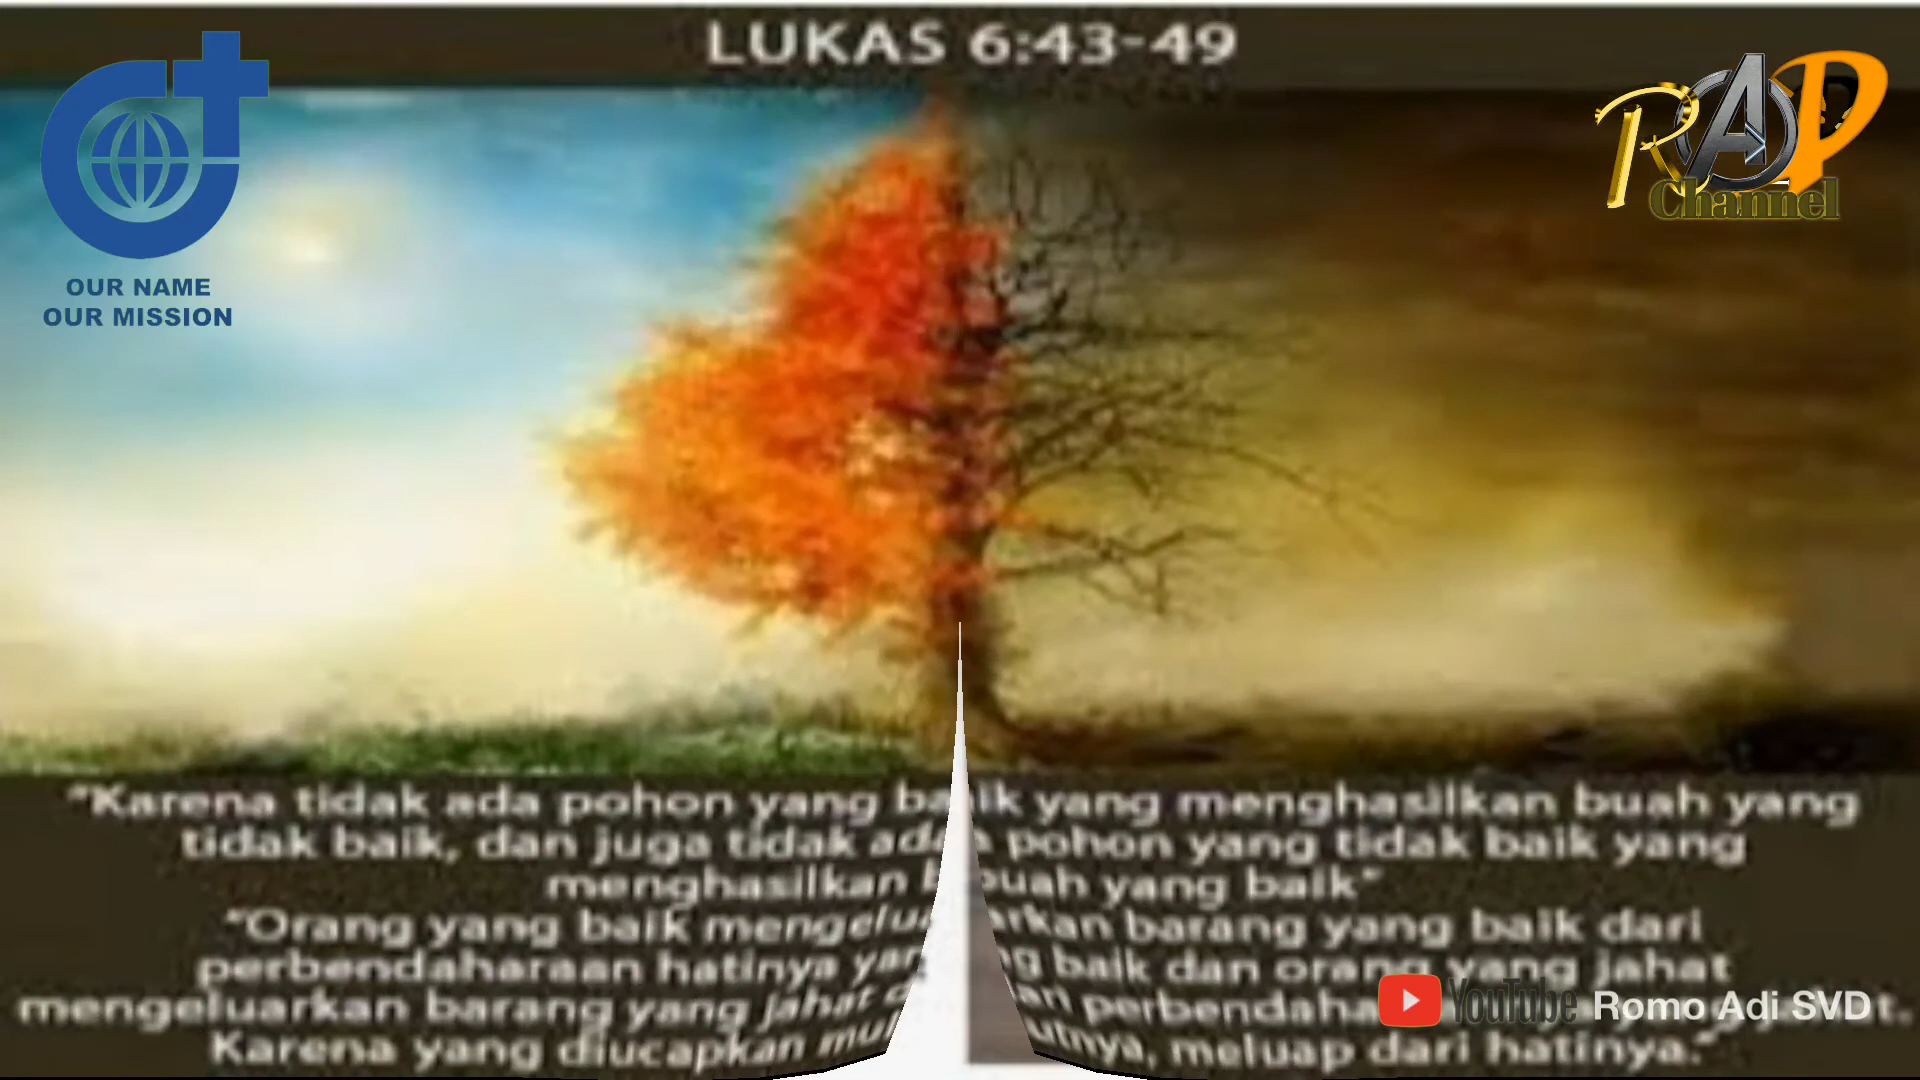 LUKAS 6:43-49
OUR NAME
OUR MISSION
RAP
Channel
"Karena tidak ada pohon yang baik yang menghasilkan buah yang
tidak baik, dan juga tidak ada pohon yang tidak baik yang
menghasilkan buah yang baik"
"Orang yang baik mengeluarkan barang yang baik dari
perbendaharaan hatinya yang baik dan orang yang jahat
mengeluarkan barang yang jahat dari perbendaha
YouTube Romo Adi SVD
Karena yang diucapkan mulutnya, meluap dari hatinya."